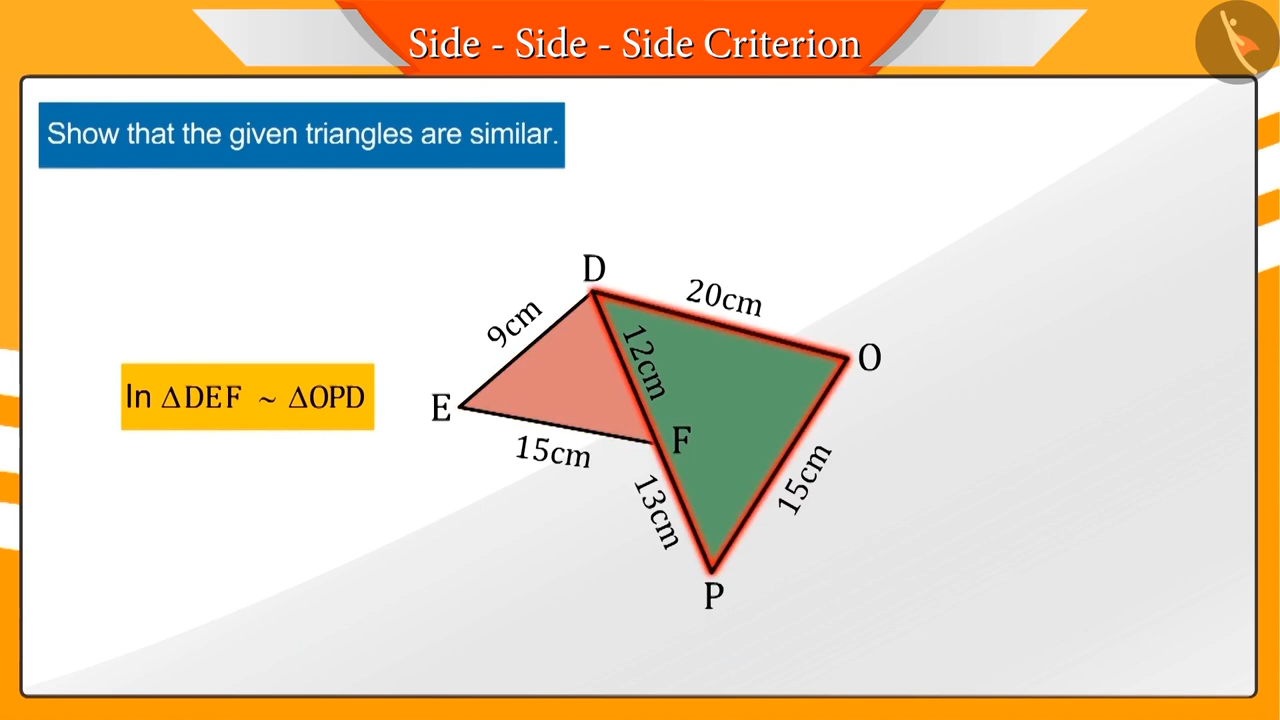 Side - Side - Side Criterion
Show that the given triangles are similar.
D
20cm
9cm
12cm
O
In ΔDEF ~ ΔOPD
E
F
15cm
15cm
13cm
P